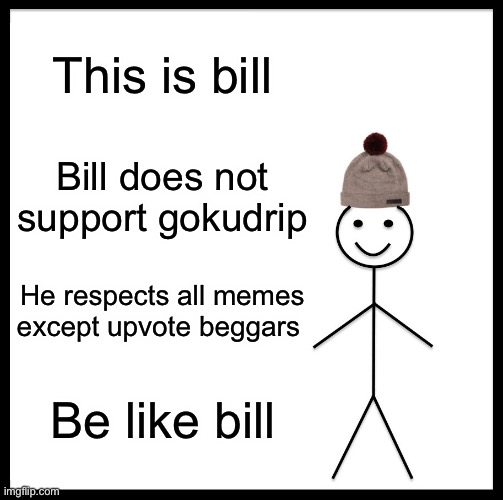 This is bill
Bill does not
support gokudrip
He respects all memes
except upvote beggars
Be like bill
imgflip.com